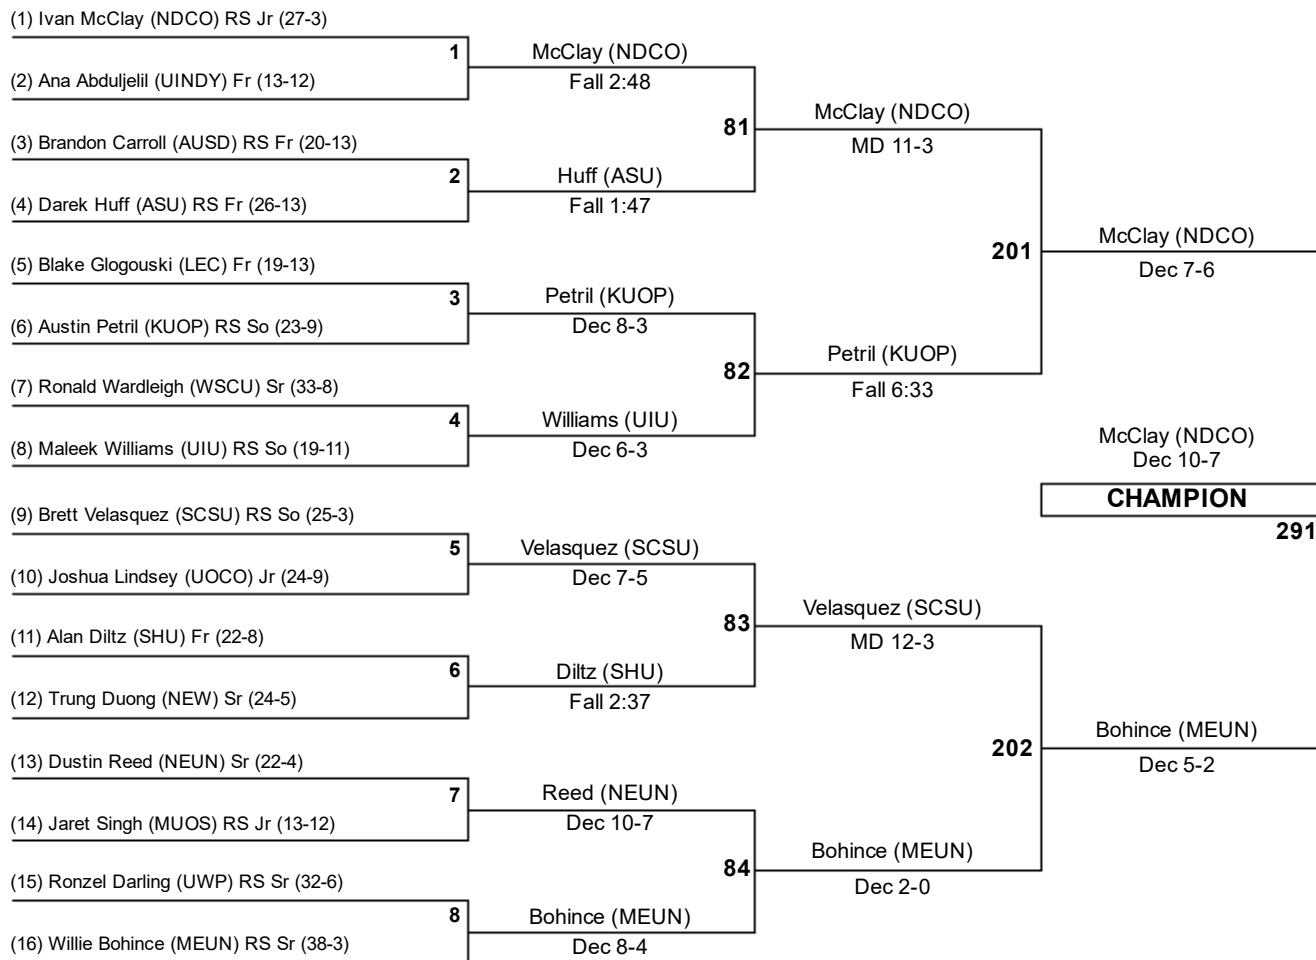 (1) Ivan McClay (NDCO) RS Jr (27-3)
1
McClay (NDCO)
(2) Ana Abduljelil (UINDY) Fr (13-12)
Fall 2:48
McClay (NDCO)
81
MD 11-3
(3) Brandon Carroll (AUSD) RS Fr (20-13)
2
Huff (ASU)
(4) Darek Huff (ASU) RS Fr (26-13)
Fall 1:47
McClay (NDCO)
201
Dec 7-6
(5) Blake Glogouski (LEC) Fr (19-13)
3
Petril (KUOP)
(6) Austin Petril (KUOP) RS So (23-9)
Dec 8-3
Petril (KUOP)
82
Fall 6:33
(7) Ronald Wardleigh (WSCU) Sr (33-8)
4
Williams (UIU)
(8) Maleek Williams (UIU) RS So (19-11)
Dec 6-3
McClay (NDCO)
Dec 10-7
CHAMPION
291
(9) Brett Velasquez (SCSU) RS So (25-3)
5
Velasquez (SCSU)
(10) Joshua Lindsey (UOCO) Jr (24-9)
Dec 7-5
Velasquez (SCSU)
83
MD 12-3
(11) Alan Diltz (SHU) Fr (22-8)
6
Diltz (SHU)
(12) Trung Duong (NEW) Sr (24-5)
Fall 2:37
Bohince (MEUN)
202
Dec 5-2
(13) Dustin Reed (NEUN) Sr (22-4)
7
Reed (NEUN)
(14) Jaret Singh (MUOS) RS Jr (13-12)
Dec 10-7
Bohince (MEUN)
84
Dec 2-0
(15) Ronzel Darling (UWP) RS Sr (32-6)
8
Bohince (MEUN)
(16) Willie Bohince (MEUN) RS Sr (38-3)
Dec 8-4